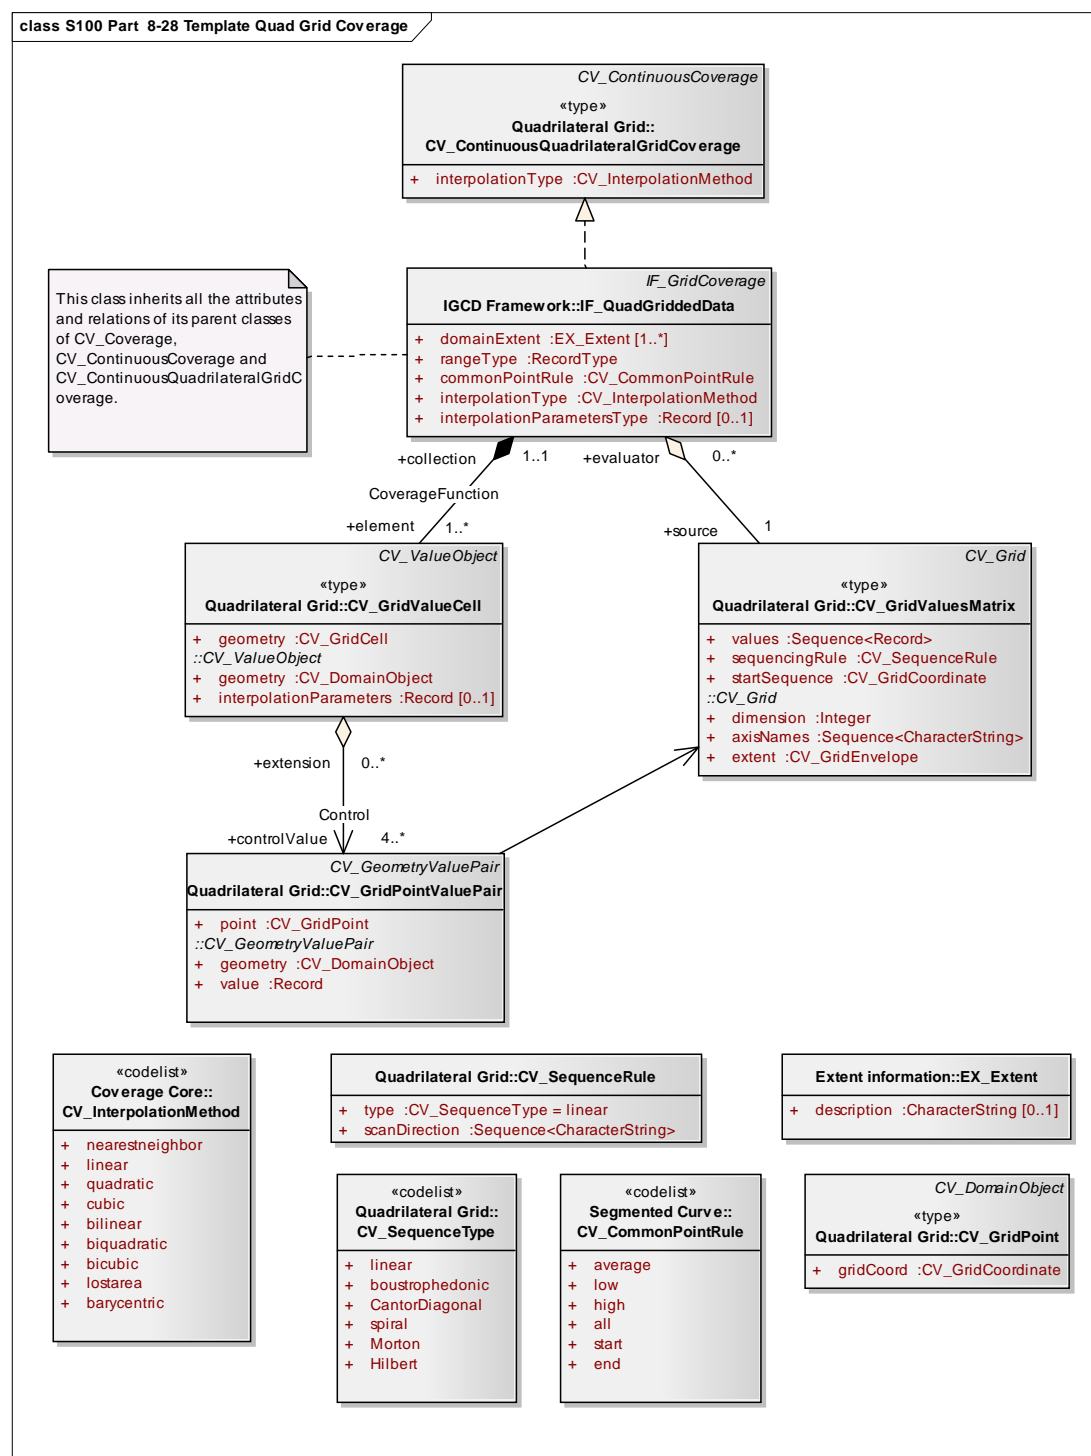 class S100 Part 8-28 Template Quad Grid Coverage
CV_ContinuousCoverage
«type»
Quadrilateral Grid::
CV_ContinuousQuadrilateralGridCoverage
+ interpolationType :CV_InterpolationMethod
This class inherits all the attributes
and relations of its parent classes
of CV_Coverage,
CV_ContinuousCoverage and
CV_ContinuousQuadrilateralGridC
overage.
IF_GridCoverage
IGCD Framework::IF_QuadGriddedData
+ domainExtent :EX_Extent [1..*]
+ rangeType :RecordType
+ commonPointRule :CV_CommonPointRule
+ interpolationType :CV_InterpolationMethod
+ interpolationParametersType :Record [0..1]
+collection 1..1 +evaluator 0..*
CoverageFunction
+element 1..* +source 1
CV_ValueObject
«type»
Quadrilateral Grid::CV_GridValueCell
+ geometry :CV_GridCell
::CV_ValueObject
+ geometry :CV_DomainObject
+ interpolationParameters :Record [0..1]
CV_Grid
«type»
Quadrilateral Grid::CV_GridValuesMatrix
+ values :Sequence<Record>
+ sequencingRule :CV_SequenceRule
+ startSequence :CV_GridCoordinate
::CV_Grid
+ dimension :Integer
+ axisNames :Sequence<CharacterString>
+ extent :CV_GridEnvelope
+extension 0..*
Control
+controlValue 4..*
CV_GeometryValuePair
Quadrilateral Grid::CV_GridPointValuePair
+ point :CV_GridPoint
::CV_GeometryValuePair
+ geometry :CV_DomainObject
+ value :Record
«codelist»
Coverage Core::
CV_InterpolationMethod
+ nearestneighbor
+ linear
+ quadratic
+ cubic
+ bilinear
+ biquadratic
+ bicubic
+ lostarea
+ barycentric
Quadrilateral Grid::CV_SequenceRule
+ type :CV_SequenceType = linear
+ scanDirection :Sequence<CharacterString>
Extent information::EX_Extent
+ description :CharacterString [0..1]
«codelist»
Quadrilateral Grid::
CV_SequenceType
+ linear
+ boustrophedonic
+ CantorDiagonal
+ spiral
+ Morton
+ Hilbert
«codelist»
Segmented Curve::
CV_CommonPointRule
+ average
+ low
+ high
+ all
+ start
+ end
CV_DomainObject
«type»
Quadrilateral Grid::CV_GridPoint
+ gridCoord :CV_GridCoordinate